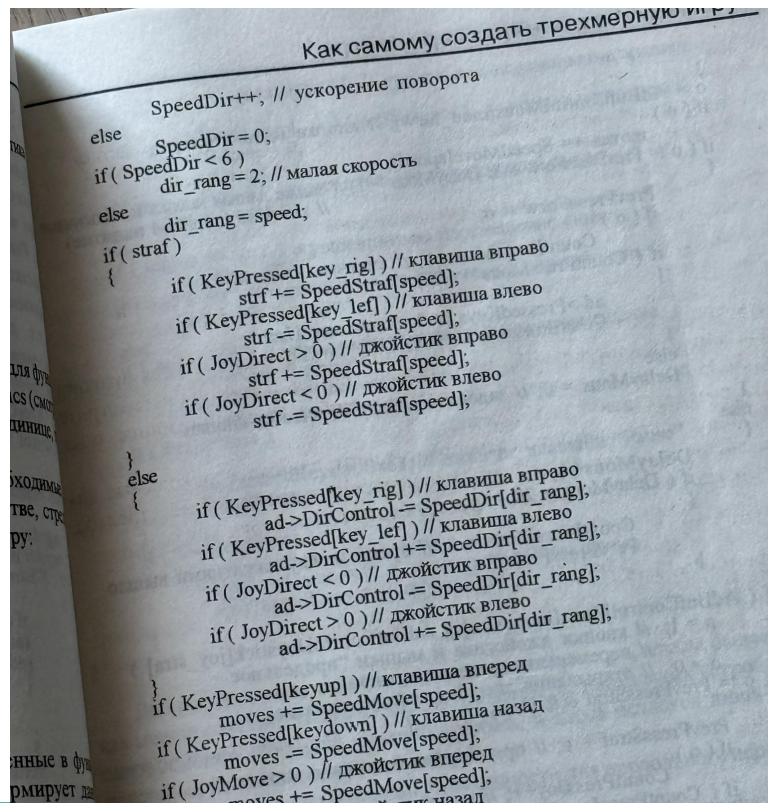 Как самому создать трехмерную игру
SpeedDir++; // ускорение поворота
else
SpeedDir = 0;
if ( SpeedDir < 6 )
dir_rang = 2; // малая скорость
else
dir_rang = speed;
if ( straf )
{
if ( KeyPressed[key_rig] ) // клавиша вправо
strf += SpeedStraf[speed];
if ( KeyPressed[key_lef] ) // клавиша влево
strf -= SpeedStraf[speed];
if ( JoyDirect > 0 ) // джойстик вправо
strf += SpeedStraf[speed];
if ( JoyDirect < 0 ) // джойстик влево
strf -= SpeedStraf[speed];
}
else
{
if ( KeyPressed[key_rig] ) // клавиша вправо
ad->DirControl -= SpeedDir[dir_rang];
if ( KeyPressed[key_lef] ) // клавиша влево
ad->DirControl += SpeedDir[dir_rang];
if ( JoyDirect < 0 ) // джойстик вправо
ad->DirControl -= SpeedDir[dir_rang];
if ( JoyDirect > 0 ) // джойстик влево
ad->DirControl += SpeedDir[dir_rang];
}
if ( KeyPressed[keyup] ) // клавиша вперед
moves += SpeedMove[speed];
if ( KeyPressed[keydown] ) // клавиша назад
moves -= SpeedMove[speed];
if ( JoyMove > 0 ) // джойстик вперед
moves += SpeedMove[speed];
назад